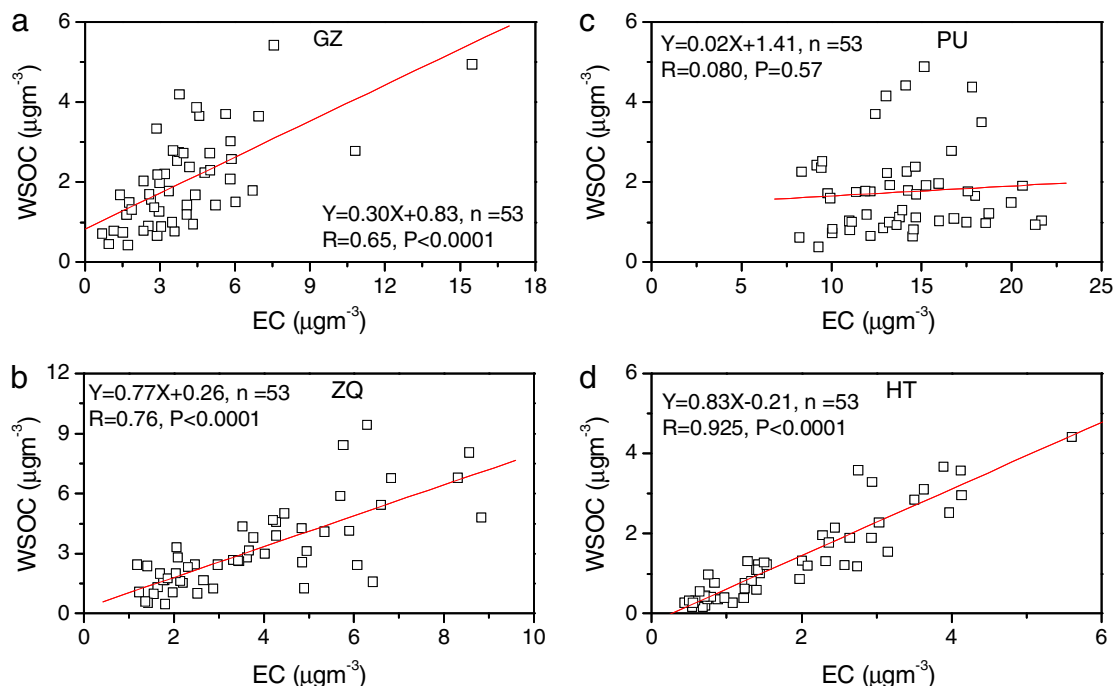 a
GZ
6
4
2
0
WSOC (μgm⁻³)
Y=0.30X+0.83, n =53
R=0.65, P<0.0001
0 3 6 9 12 15 18
EC (μgm⁻³)
c
Y=0.02X+1.41, n =53
PU
R=0.080, P=0.57
6
4
2
0
WSOC (μgm⁻³)
0 5 10 15 20 25
EC (μgm⁻³)
b
Y=0.77X+0.26, n =53
ZQ
R=0.76, P<0.0001
12
9
6
3
0
WSOC (μgm⁻³)
0 2 4 6 8 10
EC (μgm⁻³)
d
HT
Y=0.83X-0.21, n =53
R=0.925, P<0.0001
6
4
2
0
WSOC (μgm⁻³)
0 2 4 6
EC (μgm⁻³)